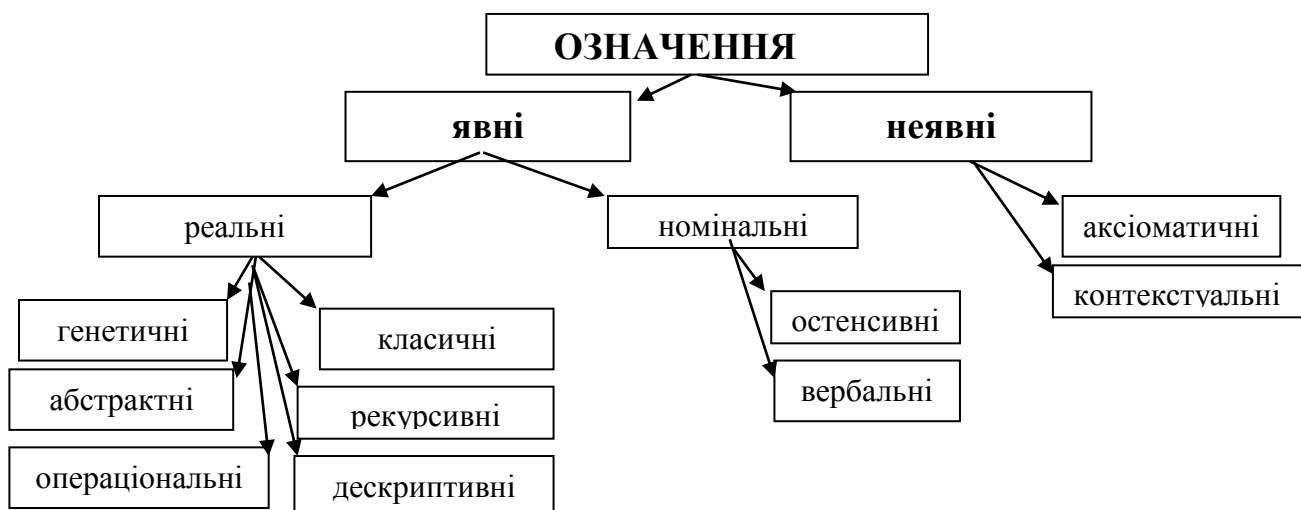 ОЗНАЧЕННЯ
явні
неявні
реальні
номінальні
аксіоматичні
контекстуальні
генетичні
класичні
остенсивні
абстрактні
рекурсивні
вербальні
операціональні
дескриптивні